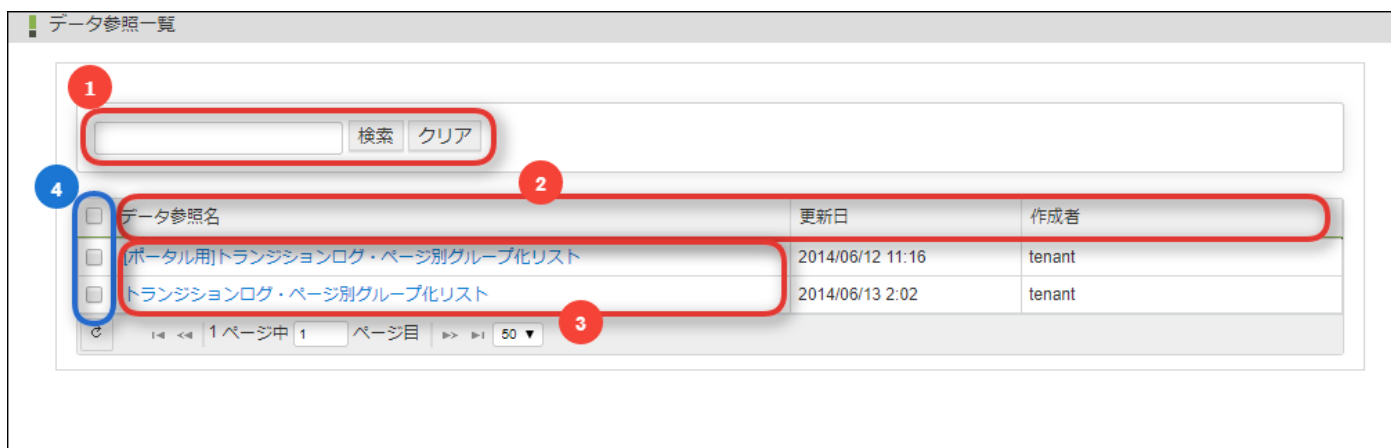 データ参照一覧
1
検索 クリア
4
2
データ参照名 更新日 作成者
[ポータル用]トランジションログ・ページ別グループ化リスト 2014/06/12 11:16 tenant
トランジションログ・ページ別グループ化リスト 2014/06/13 2:02 tenant
3
1 ページ中 1 ページ目 50